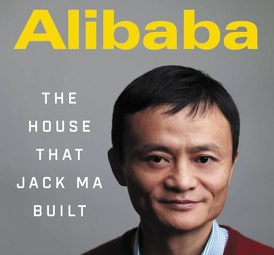 Alibaba
THE
HOUSE
THAT
JACK MA
BUILT